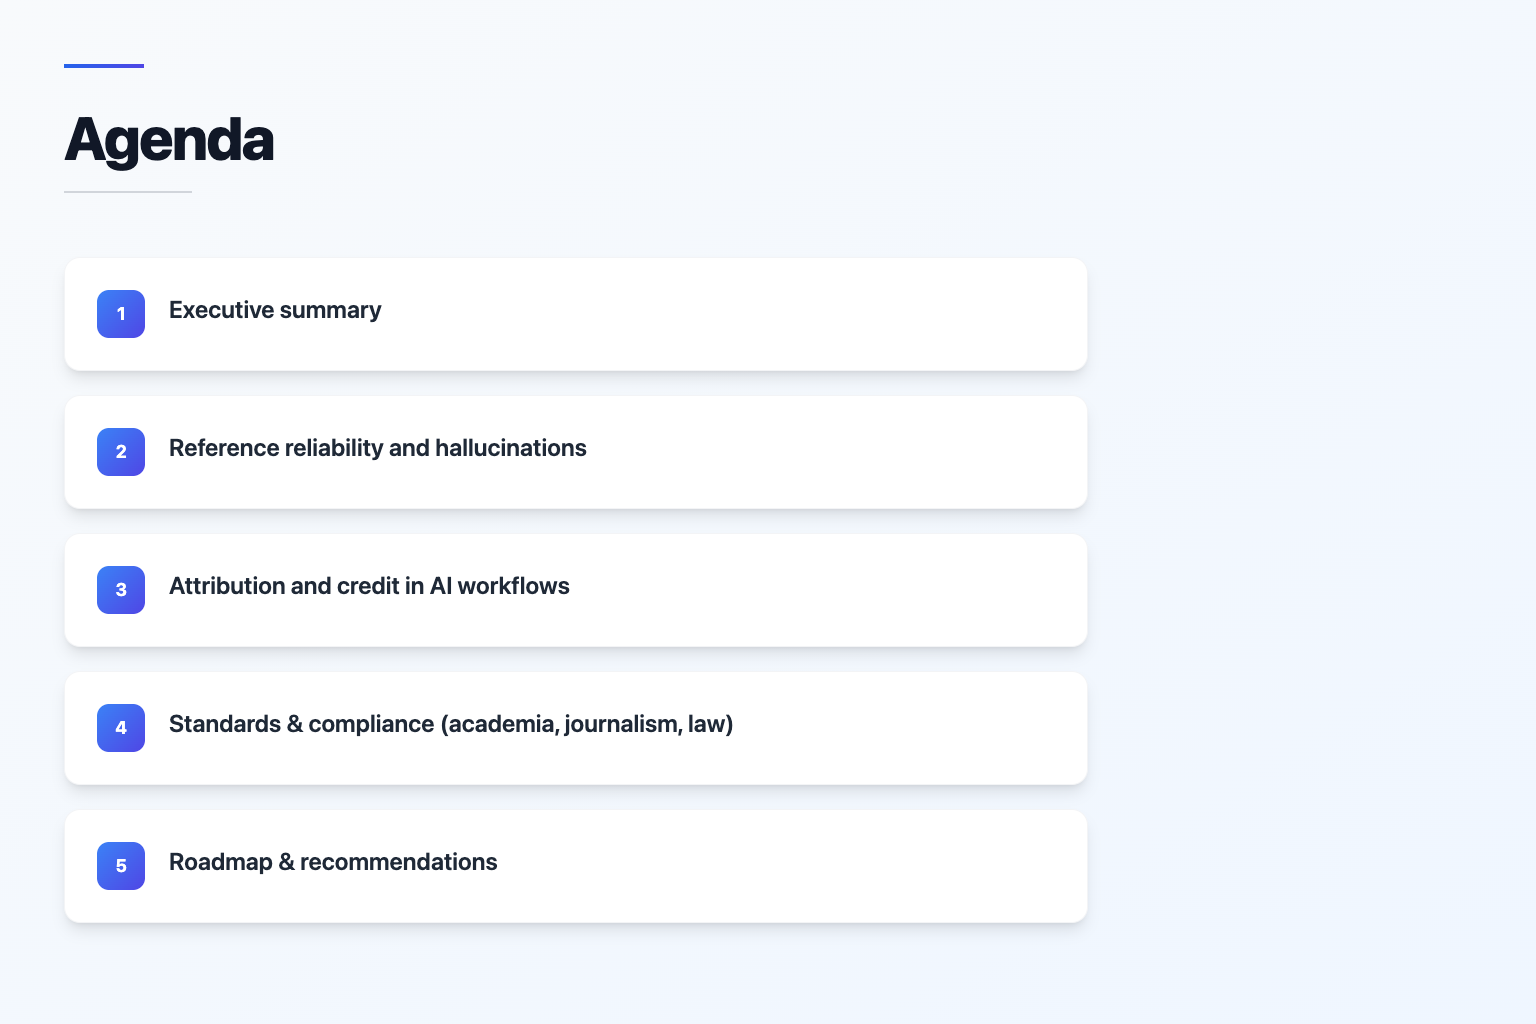 Agenda
1 Executive summary
2 Reference reliability and hallucinations
3 Attribution and credit in AI workflows
4 Standards & compliance (academia, journalism, law)
5 Roadmap & recommendations